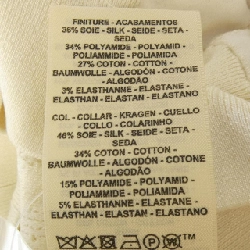 FINITURE - ACABAMENTOS
36% SOIE - SILK - SEIDE - SETA -
SEDA
34% POLYAMIDE - POLYAMID -
POLIAMMIDE - POLIAMIDA
27% COTON - COTTON -
BAUMWOLLE - ALGODÓN - COTONE
- ALGODÃO
3% ELASTHANNE - ELASTANE -
ELASTHAN - ELASTAN - ELASTANE
COL - COLLAR - KRAGEN - CUELLO
- COLLO - COLARINHO
46% SOIE - SILK - SEIDE - SETA -
SEDA
34% COTON - COTTON -
BAUMWOLLE - ALGODÓN - COTONE
- ALGODÃO
15% POLYAMIDE - POLYAMID -
POLIAMMIDE - POLIAMIDA
5% ELASTHANNE - ELASTANE -
ELASTHAN - ELASTAN - ELASTANE